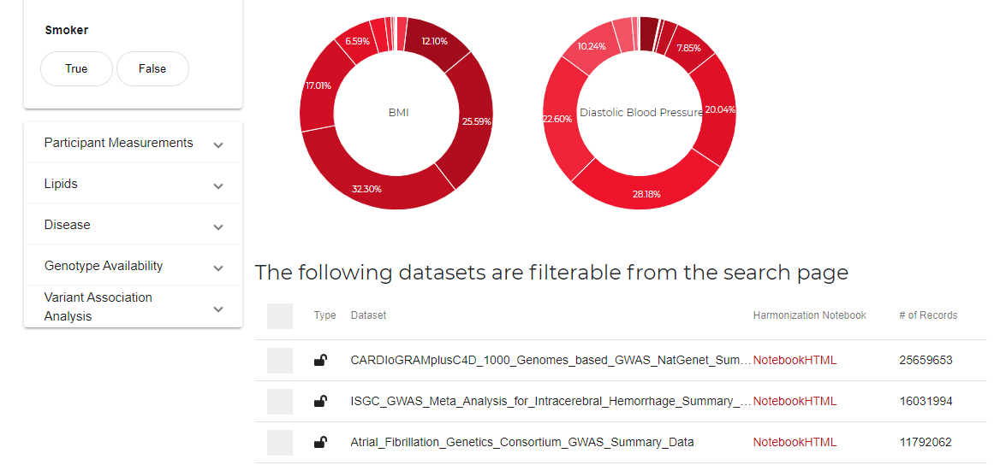 Smoker
True
False
Participant Measurements
Lipids
Disease
Genotype Availability
Variant Association
Analysis
6.59%
12.10%
17.01%
BMI
25.59%
32.30%
10.24%
7.85%
22.60%
Diastolic Blood Pressure
20.04%
28.18%
The following datasets are filterable from the search page
Type Dataset Harmonization Notebook # of Records
CARDIoGRAMplusC4D_1000_Genomes_based_GWAS_NatGenet_Sum... NotebookHTML 25659653
ISGC_GWAS_Meta_Analysis_for_Intracerebral_Hemorrhage_Summary_... NotebookHTML 16031994
Atrial_Fibrillation_Genetics_Consortium_GWAS_Summary_Data NotebookHTML 11792062